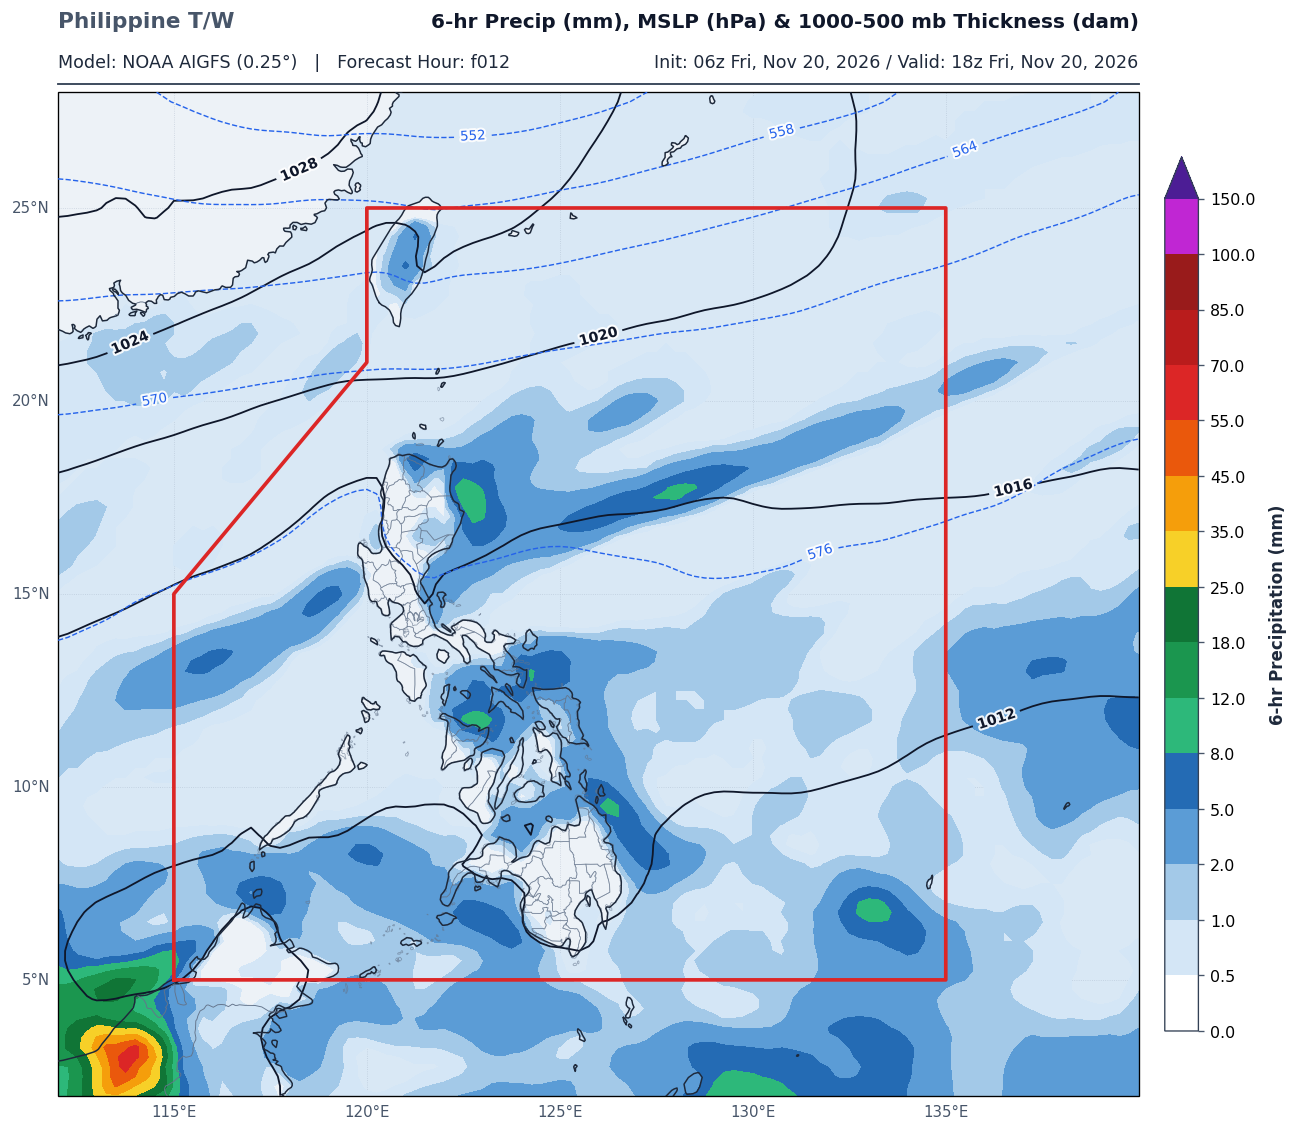 Philippine T/W
6-hr Precip (mm), MSLP (hPa) & 1000-500 mb Thickness (dam)
Model: NOAA AIGFS (0.25°) | Forecast Hour: f012
Init: 06z Fri, Nov 20, 2026 / Valid: 18z Fri, Nov 20, 2026
552
558
564
1028
1024
1020
570
1016
576
1012
25°N
20°N
15°N
10°N
5°N
115°E
120°E
125°E
130°E
135°E
150.0
100.0
85.0
70.0
55.0
45.0
35.0
25.0
18.0
12.0
8.0
5.0
2.0
1.0
0.5
0.0
6-hr Precipitation (mm)